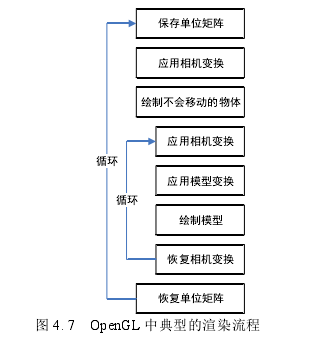 保存单位矩阵
应用相机变换
绘制不会移动的物体
应用相机变换
循环
应用模型变换
循环
绘制模型
恢复相机变换
恢复单位矩阵
图 4.7 OpenGL 中典型的渲染流程